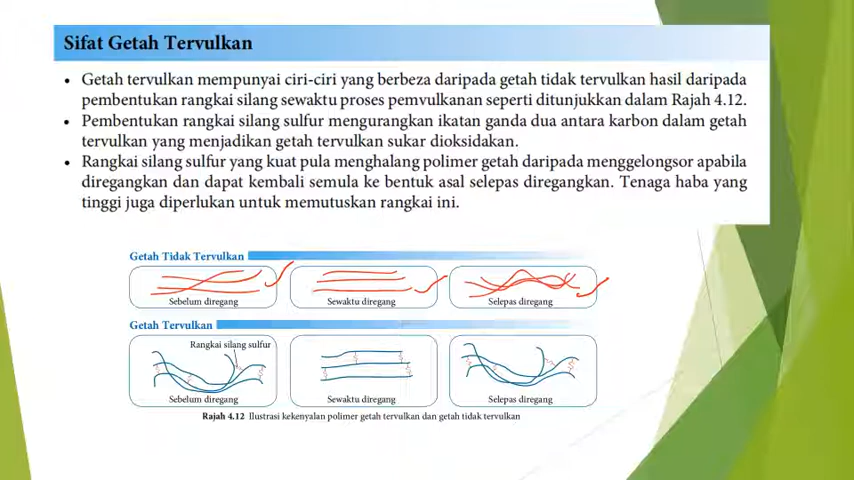 Sifat Getah Tervulkan
• Getah tervulkan mempunyai ciri-ciri yang berbeza daripada getah tidak tervulkan hasil daripada
pembentukan rangkai silang sewaktu proses pemvulkanan seperti ditunjukkan dalam Rajah 4.12.
• Pembentukan rangkai silang sulfur mengurangkan ikatan ganda dua antara karbon dalam getah
tervulkan yang menjadikan getah tervulkan sukar dioksidakan.
• Rangkai silang sulfur yang kuat pula menghalang polimer getah daripada menggelongsor apabila
diregangkan dan dapat kembali semula ke bentuk asal selepas diregangkan. Tenaga haba yang
tinggi juga diperlukan untuk memutuskan rangkai ini.
Getah Tidak Tervulkan
Sebelum diregang
Sewaktu diregang
Selepas diregang
Getah Tervulkan
Rangkai silang sulfur
Sebelum diregang
Sewaktu diregang
Selepas diregang
Rajah 4.12 Ilustrasi kekenyalan polimer getah tervulkan dan getah tidak tervulkan